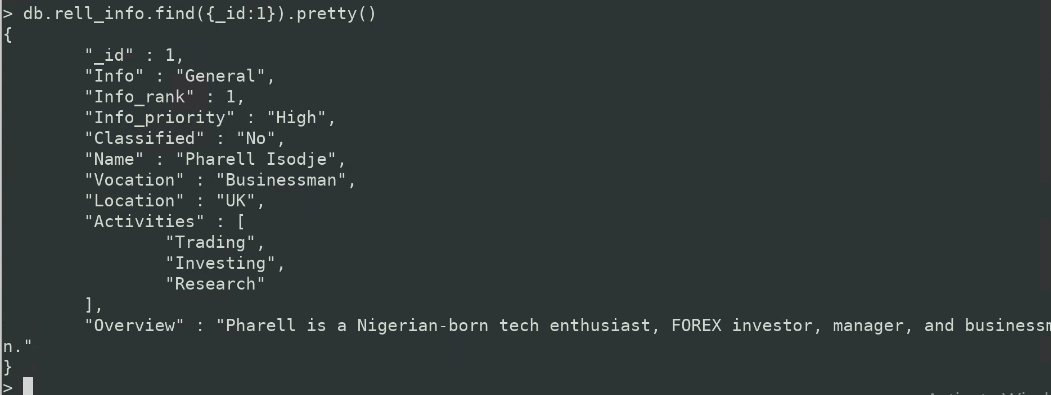 > db.rell_info.find({_id:1}).pretty()
{
        "_id" : 1,
        "Info" : "General",
        "Info_rank" : 1,
        "Info_priority" : "High",
        "Classified" : "No",
        "Name" : "Pharell Isodje",
        "Vocation" : "Businessman",
        "Location" : "UK",
        "Activities" : [
                "Trading",
                "Investing",
                "Research"
        ],
        "Overview" : "Pharell is a Nigerian-born tech enthusiast, FOREX investor, manager, and businessm
n."
}
>